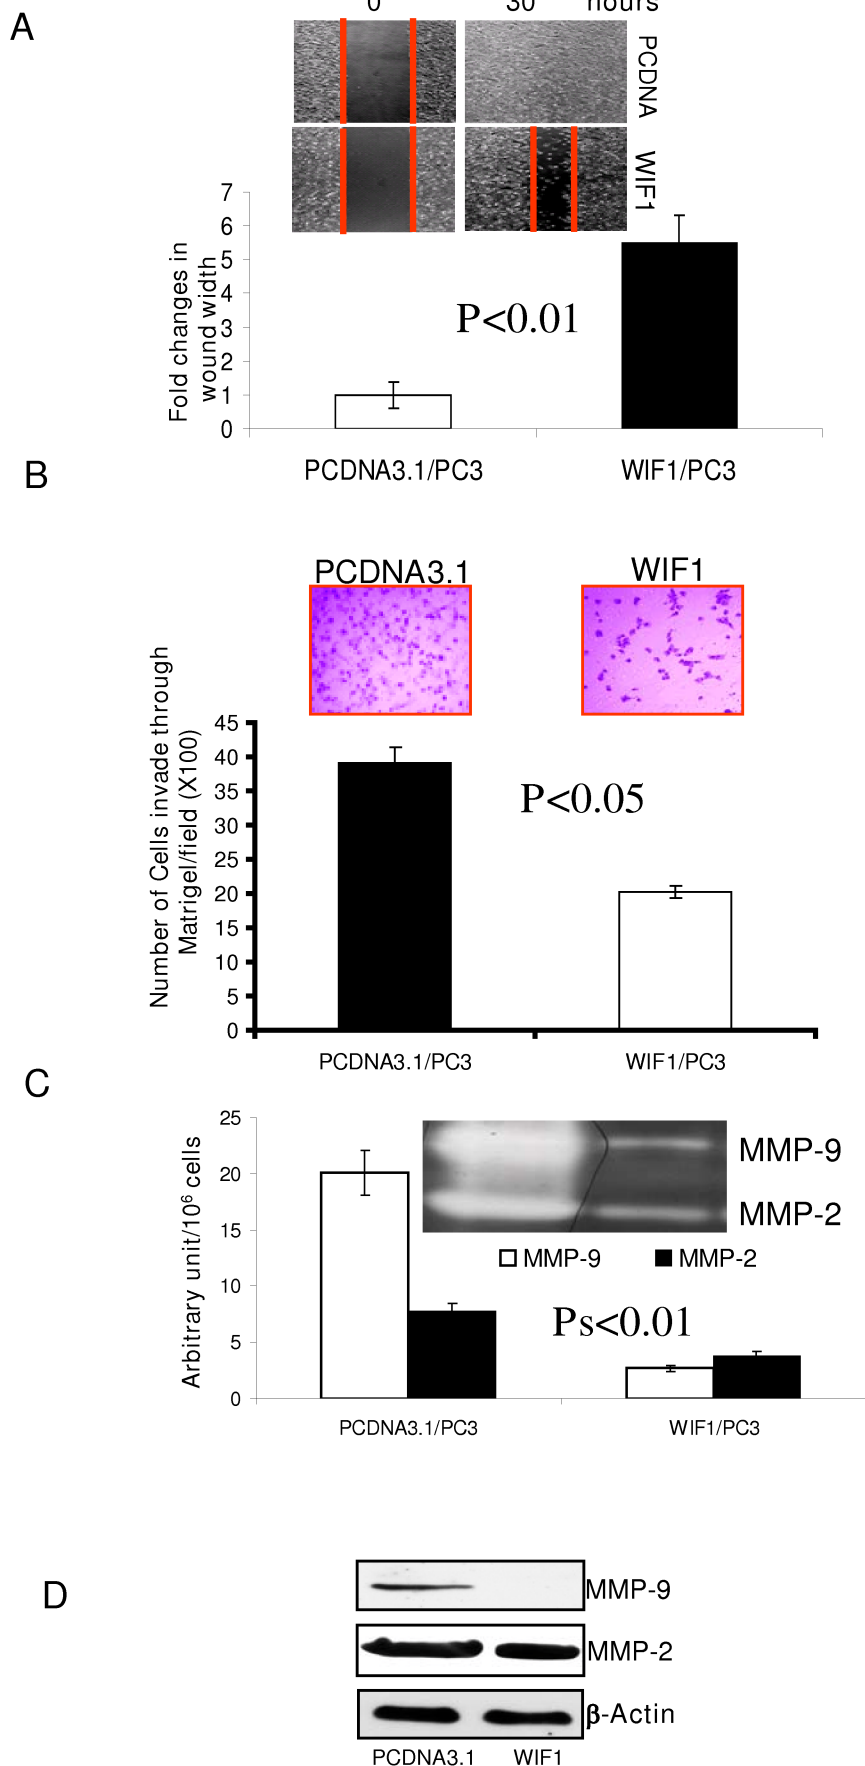 A
0 30 hours
PCDNA
WIF1
7
6
5
4
3
2
1
0
Fold changes in
wound width
P<0.01
PCDNA3.1/PC3 WIF1/PC3
B
PCDNA3.1 WIF1
Number of Cells invade through
Matrigel/field (X100)
45
40
35
30
25
20
15
10
5
0
P<0.05
PCDNA3.1/PC3 WIF1/PC3
C
Arbitrary unit/10⁶ cells
25
20
15
10
5
0
MMP-9
MMP-2
MMP-9 MMP-2
Ps<0.01
PCDNA3.1/PC3 WIF1/PC3
D
MMP-9
MMP-2
β-Actin
PCDNA3.1 WIF1